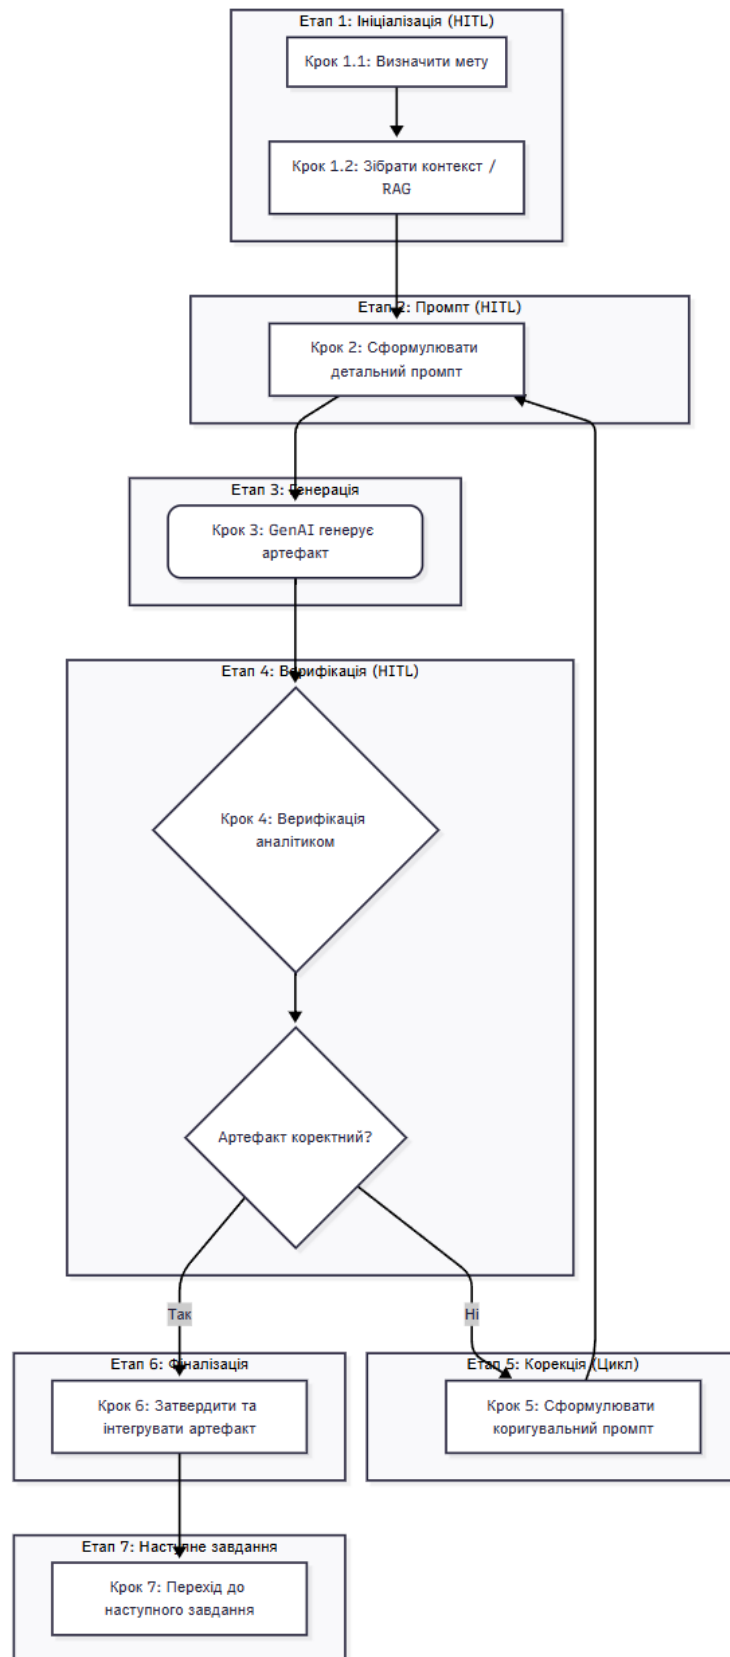 Етап 1: Ініціалізація (HITL)
Крок 1.1: Визначити мету
Крок 1.2: Зібрати контекст /
RAG
Етап 2: Промпт (HITL)
Крок 2: Сформулювати
детальний промпт
Етап 3: Генерація
Крок 3: GenAI генерує
артефакт
Етап 4: Верифікація (HITL)
Крок 4: Верифікація
аналітиком
Артефакт коректний?
Так
Ні
Етап 6: Фіналізація
Крок 6: Затвердити та
інтегрувати артефакт
Етап 5: Корекція (Цикл)
Крок 5: Сформулювати
коригувальний промпт
Етап 7: Наступне завдання
Крок 7: Перехід до
наступного завдання